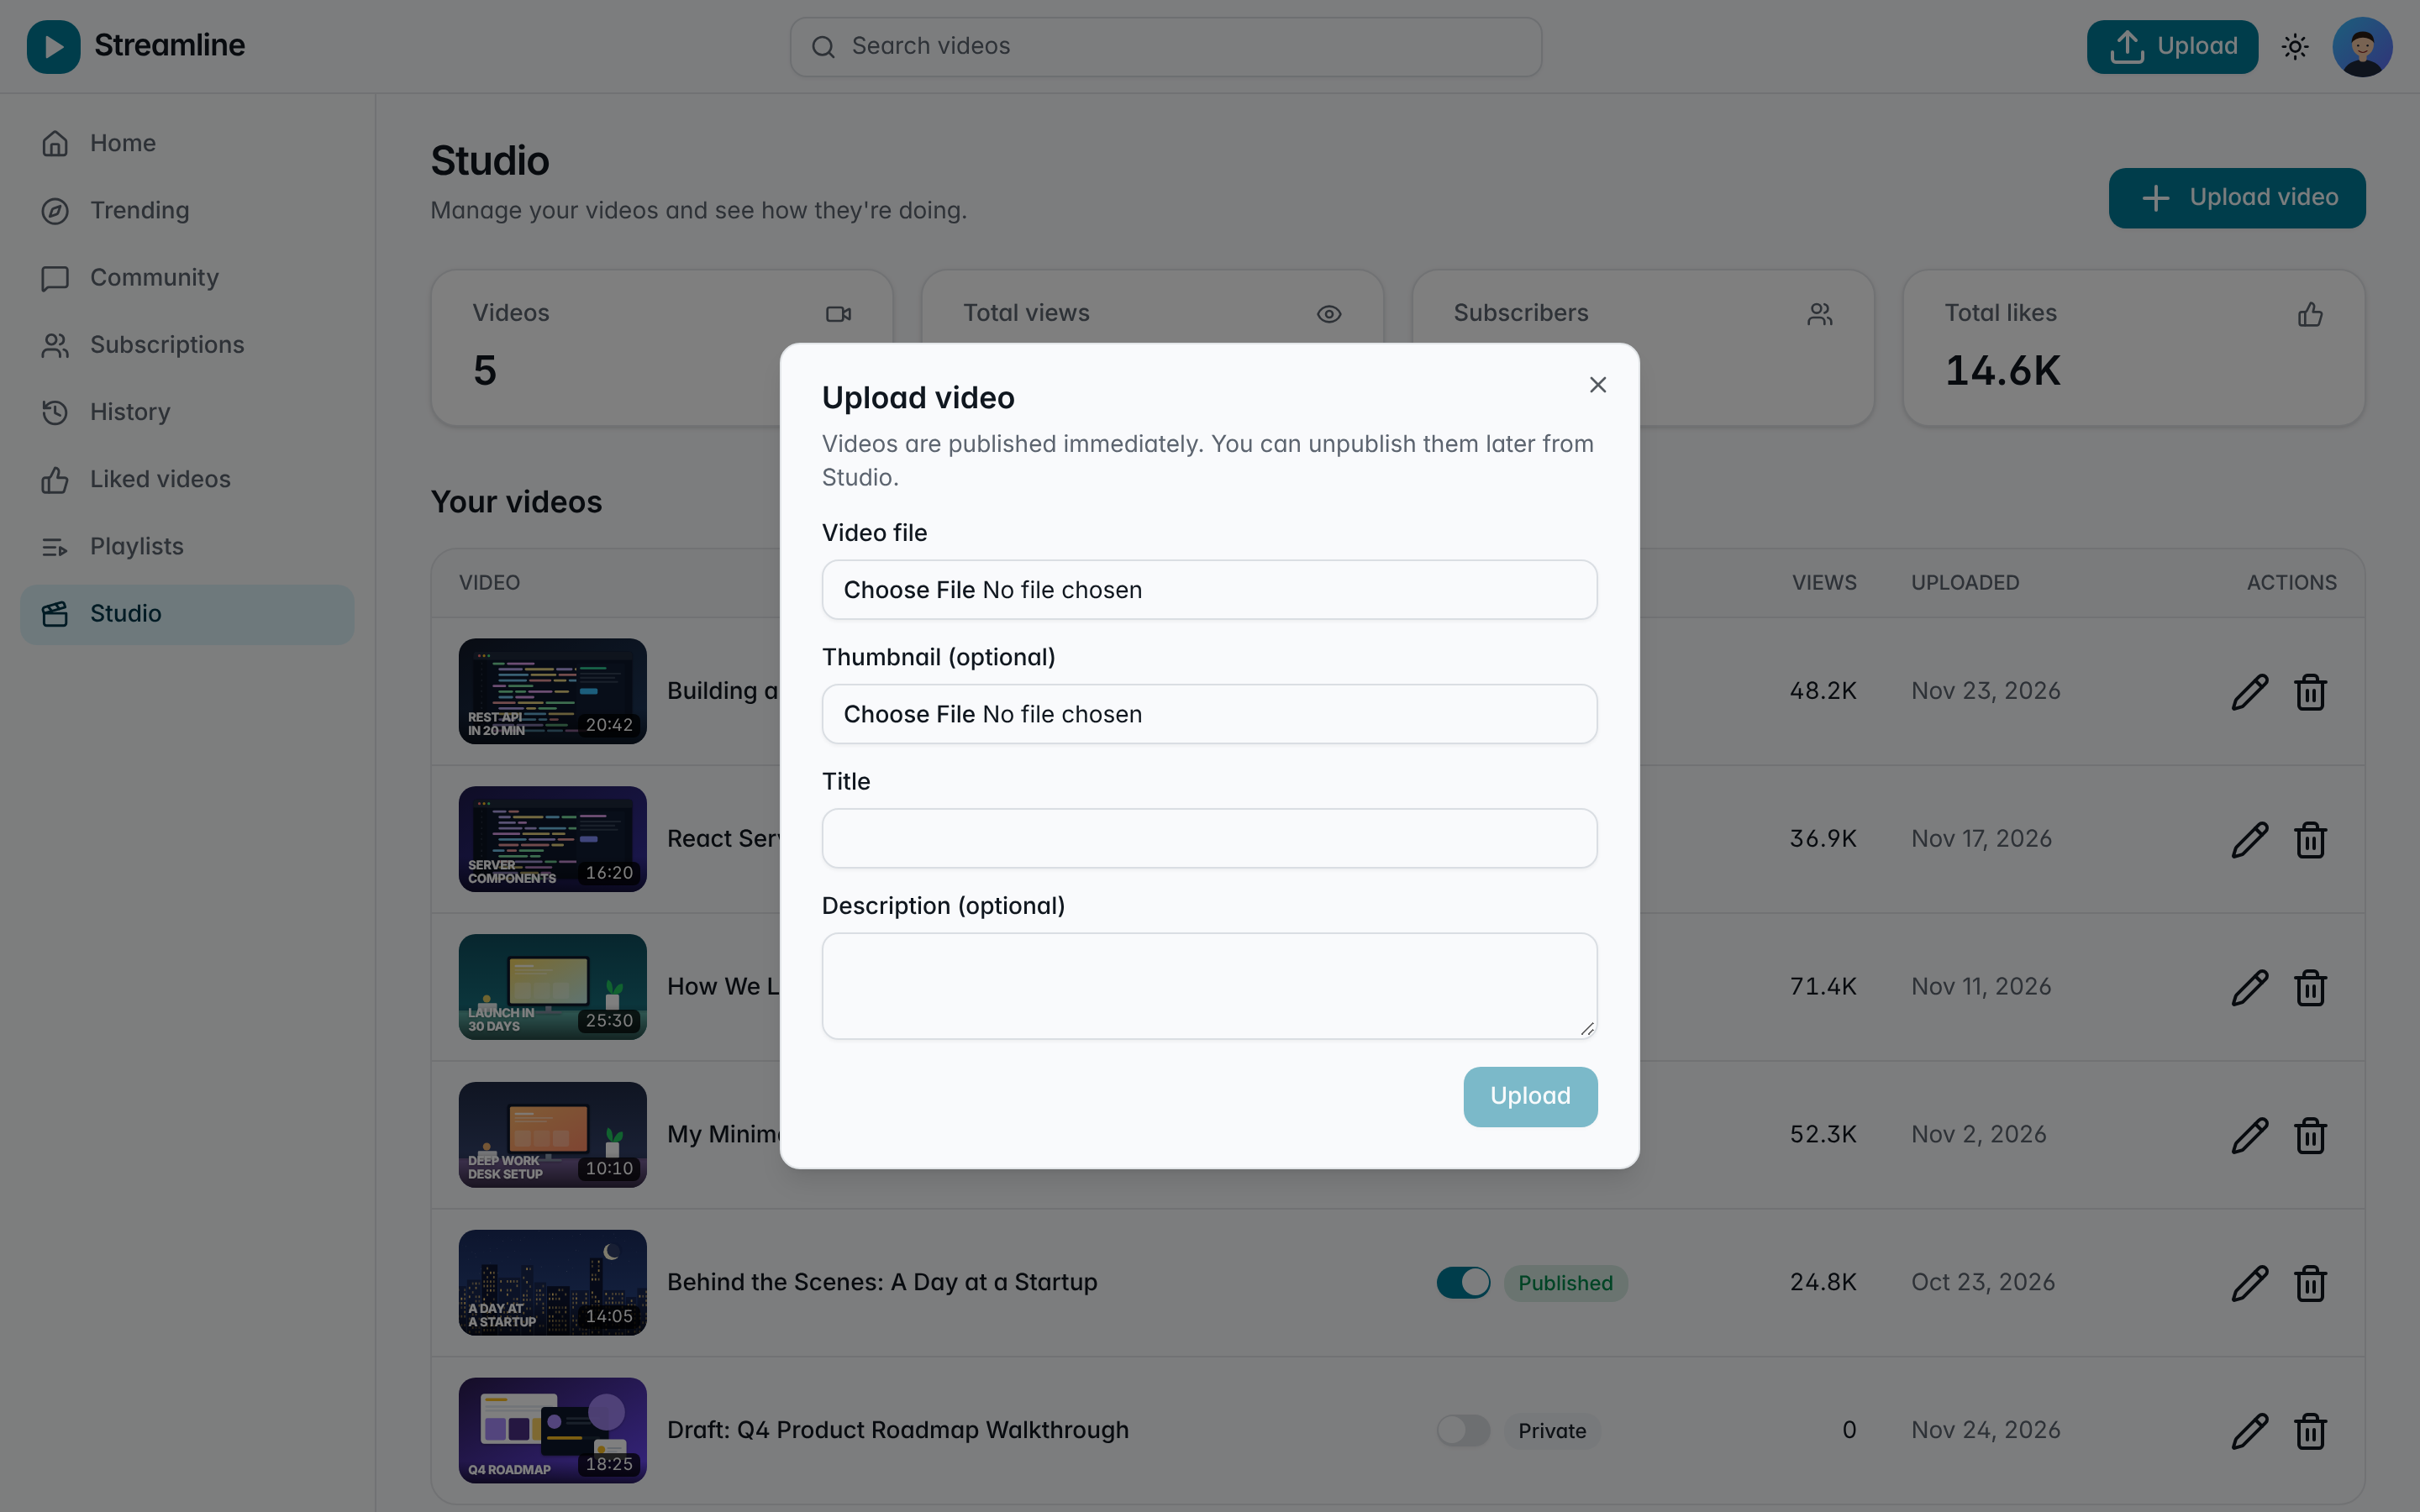 Streamline
Search videos
Upload
Home
Trending
Community
Subscriptions
History
Liked videos
Playlists
Studio
Studio
Manage your videos and see how they're doing.
Upload video
Videos
5
Total views
Subscribers
Total likes
14.6K
Your videos
VIDEO
VIEWS
UPLOADED
ACTIONS
REST API
IN 20 MIN
20:42
Building a
48.2K
Nov 23, 2026
SERVER
COMPONENTS
16:20
React Ser
36.9K
Nov 17, 2026
LAUNCH IN
30 DAYS
25:30
How We L
71.4K
Nov 11, 2026
DEEP WORK
DESK SETUP
10:10
My Minim
52.3K
Nov 2, 2026
A DAY AT
A STARTUP
14:05
Behind the Scenes: A Day at a Startup
Published
24.8K
Oct 23, 2026
Q4 ROADMAP
18:25
Draft: Q4 Product Roadmap Walkthrough
Private
0
Nov 24, 2026
Upload video
Videos are published immediately. You can unpublish them later from
Studio.
Video file
Choose File No file chosen
Thumbnail (optional)
Choose File No file chosen
Title
Description (optional)
Upload